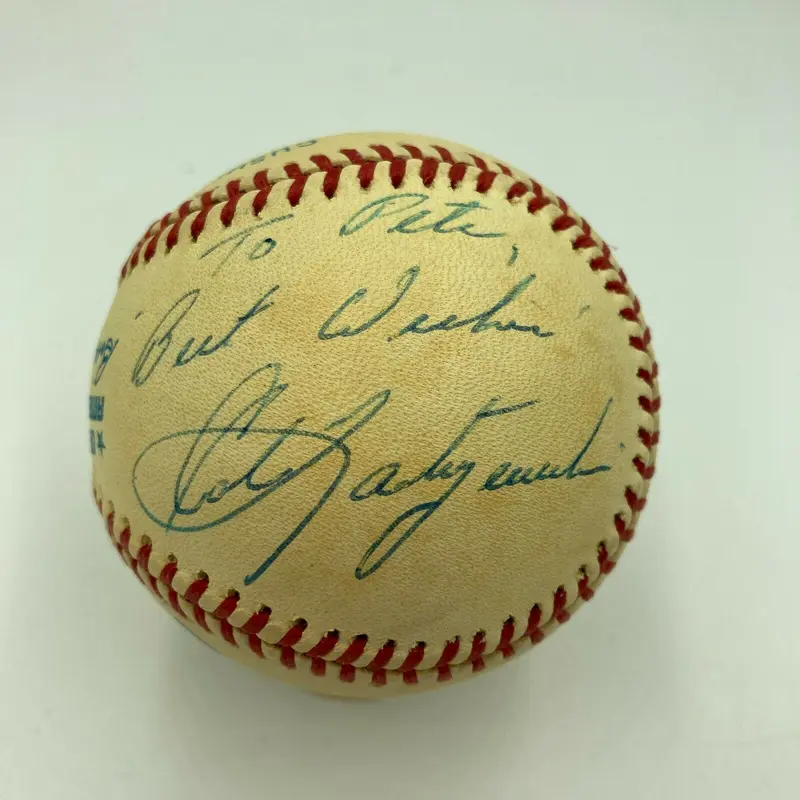 To Pete,
"Best Wishes"
Carl Yastrzemski